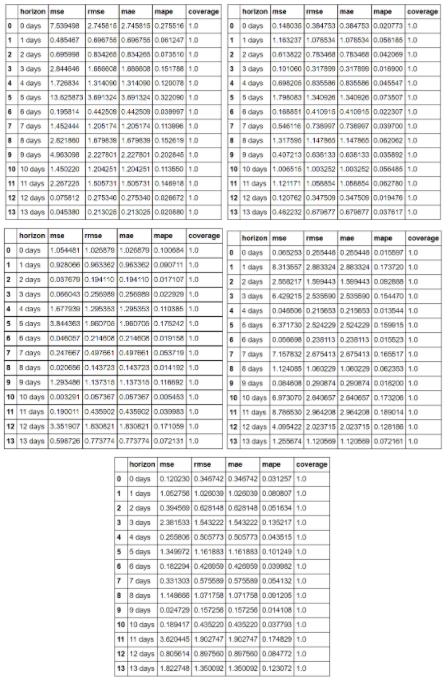 horizon mse rmse mae mape coverage
0 0 days 7.539498 2.745815 2.745815 0.275516 1.0
1 1 days 0.485467 0.696755 0.696755 0.061247 1.0
2 2 days 0.695998 0.834265 0.834265 0.073510 1.0
3 3 days 2.844646 1.686608 1.686608 0.151788 1.0
4 4 days 1.726834 1.314090 1.314090 0.120078 1.0
5 5 days 13.625873 3.691324 3.691324 0.322090 1.0
6 6 days 0.195814 0.442509 0.442509 0.038997 1.0
7 7 days 1.452444 1.205174 1.205174 0.113996 1.0
8 8 days 2.821860 1.679839 1.679839 0.152619 1.0
9 9 days 4.963098 2.227801 2.227801 0.202845 1.0
10 10 days 1.450220 1.204251 1.204251 0.113550 1.0
11 11 days 2.267225 1.505731 1.505731 0.146918 1.0
12 12 days 0.075812 0.275340 0.275340 0.026672 1.0
13 13 days 0.045380 0.213025 0.213025 0.020880 1.0
horizon mse rmse mae mape coverage
0 0 days 0.148035 0.384753 0.384753 0.020773 1.0
1 1 days 1.163237 1.078534 1.078534 0.058185 1.0
2 2 days 0.613822 0.783468 0.783468 0.042069 1.0
3 3 days 0.101060 0.317899 0.317899 0.016900 1.0
4 4 days 0.698205 0.835586 0.835586 0.045547 1.0
5 5 days 1.798083 1.340926 1.340926 0.073507 1.0
6 6 days 0.168851 0.410915 0.410915 0.022307 1.0
7 7 days 0.546116 0.738997 0.738997 0.039700 1.0
8 8 days 1.317595 1.147865 1.147865 0.062062 1.0
9 9 days 0.407213 0.638133 0.638133 0.035892 1.0
10 10 days 1.006515 1.003252 1.003252 0.056485 1.0
11 11 days 1.121171 1.058854 1.058854 0.062780 1.0
12 12 days 0.120762 0.347509 0.347509 0.019476 1.0
13 13 days 0.462232 0.679877 0.679877 0.037617 1.0
horizon mse rmse mae mape coverage
0 0 days 1.054481 1.026879 1.026879 0.100684 1.0
1 1 days 0.928066 0.963362 0.963362 0.090711 1.0
2 2 days 0.037679 0.194110 0.194110 0.017107 1.0
3 3 days 0.066043 0.256989 0.256989 0.022929 1.0
4 4 days 1.677939 1.295353 1.295353 0.110385 1.0
5 5 days 3.844363 1.960705 1.960705 0.175242 1.0
6 6 days 0.046057 0.214608 0.214608 0.019158 1.0
7 7 days 0.247667 0.497661 0.497661 0.053719 1.0
8 8 days 0.020656 0.143723 0.143723 0.014192 1.0
9 9 days 1.293486 1.137315 1.137315 0.116692 1.0
10 10 days 0.003291 0.057367 0.057367 0.005453 1.0
11 11 days 0.190011 0.435902 0.435902 0.039983 1.0
12 12 days 3.351907 1.830821 1.830821 0.171059 1.0
13 13 days 0.598726 0.773774 0.773774 0.072131 1.0
horizon mse rmse mae mape coverage
0 0 days 0.065253 0.255446 0.255446 0.015597 1.0
1 1 days 8.313557 2.883324 2.883324 0.173720 1.0
2 2 days 2.558217 1.599443 1.599443 0.092888 1.0
3 3 days 6.429215 2.535590 2.535590 0.154470 1.0
4 4 days 0.046506 0.215653 0.215653 0.013544 1.0
5 5 days 6.371730 2.524229 2.524229 0.159915 1.0
6 6 days 0.056698 0.238113 0.238113 0.015523 1.0
7 7 days 7.157832 2.675413 2.675413 0.165517 1.0
8 8 days 1.124085 1.060229 1.060229 0.062353 1.0
9 9 days 0.084608 0.290874 0.290874 0.018200 1.0
10 10 days 6.973070 2.640657 2.640657 0.173206 1.0
11 11 days 8.786530 2.964208 2.964208 0.189014 1.0
12 12 days 4.095422 2.023715 2.023715 0.128186 1.0
13 13 days 1.255674 1.120569 1.120569 0.072161 1.0
horizon mse rmse mae mape coverage
0 0 days 0.120230 0.346742 0.346742 0.031257 1.0
1 1 days 1.052756 1.026039 1.026039 0.080807 1.0
2 2 days 0.394569 0.628148 0.628148 0.051634 1.0
3 3 days 2.381533 1.543222 1.543222 0.135217 1.0
4 4 days 0.255806 0.505773 0.505773 0.043515 1.0
5 5 days 1.349972 1.161883 1.161883 0.101249 1.0
6 6 days 0.182294 0.426959 0.426959 0.039982 1.0
7 7 days 0.331303 0.575589 0.575589 0.054132 1.0
8 8 days 1.148666 1.071758 1.071758 0.091205 1.0
9 9 days 0.024729 0.157256 0.157256 0.014108 1.0
10 10 days 0.189417 0.435220 0.435220 0.037793 1.0
11 11 days 3.620445 1.902747 1.902747 0.174829 1.0
12 12 days 0.805614 0.897560 0.897560 0.084772 1.0
13 13 days 1.822748 1.350092 1.350092 0.123072 1.0